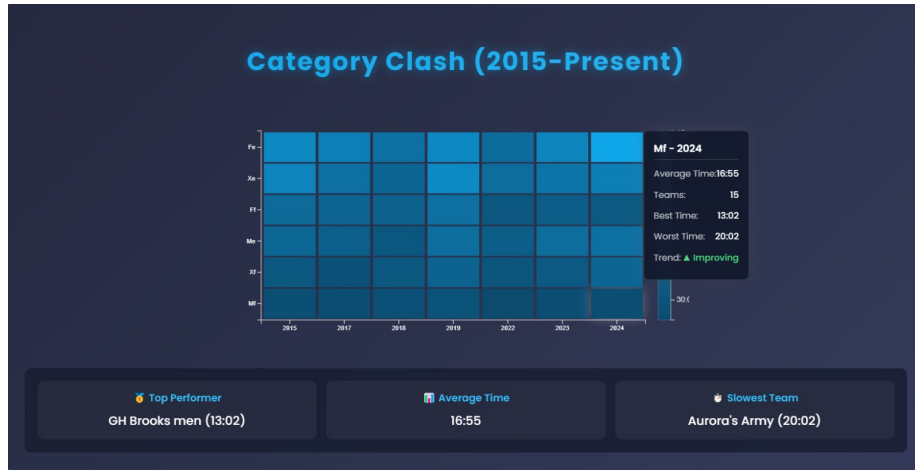 Category Clash (2015-Present)
Fe
Xe
Ff
Me
Xf
Mf
2015 2017 2018 2019 2022 2023 2024
Mf - 2024
Average Time:16:55
Teams: 15
Best Time: 13:02
Worst Time: 20:02
Trend: ▲ Improving
🥇 Top Performer
GH Brooks men (13:02)
📊 Average Time
16:55
⏱️ Slowest Team
Aurora's Army (20:02)